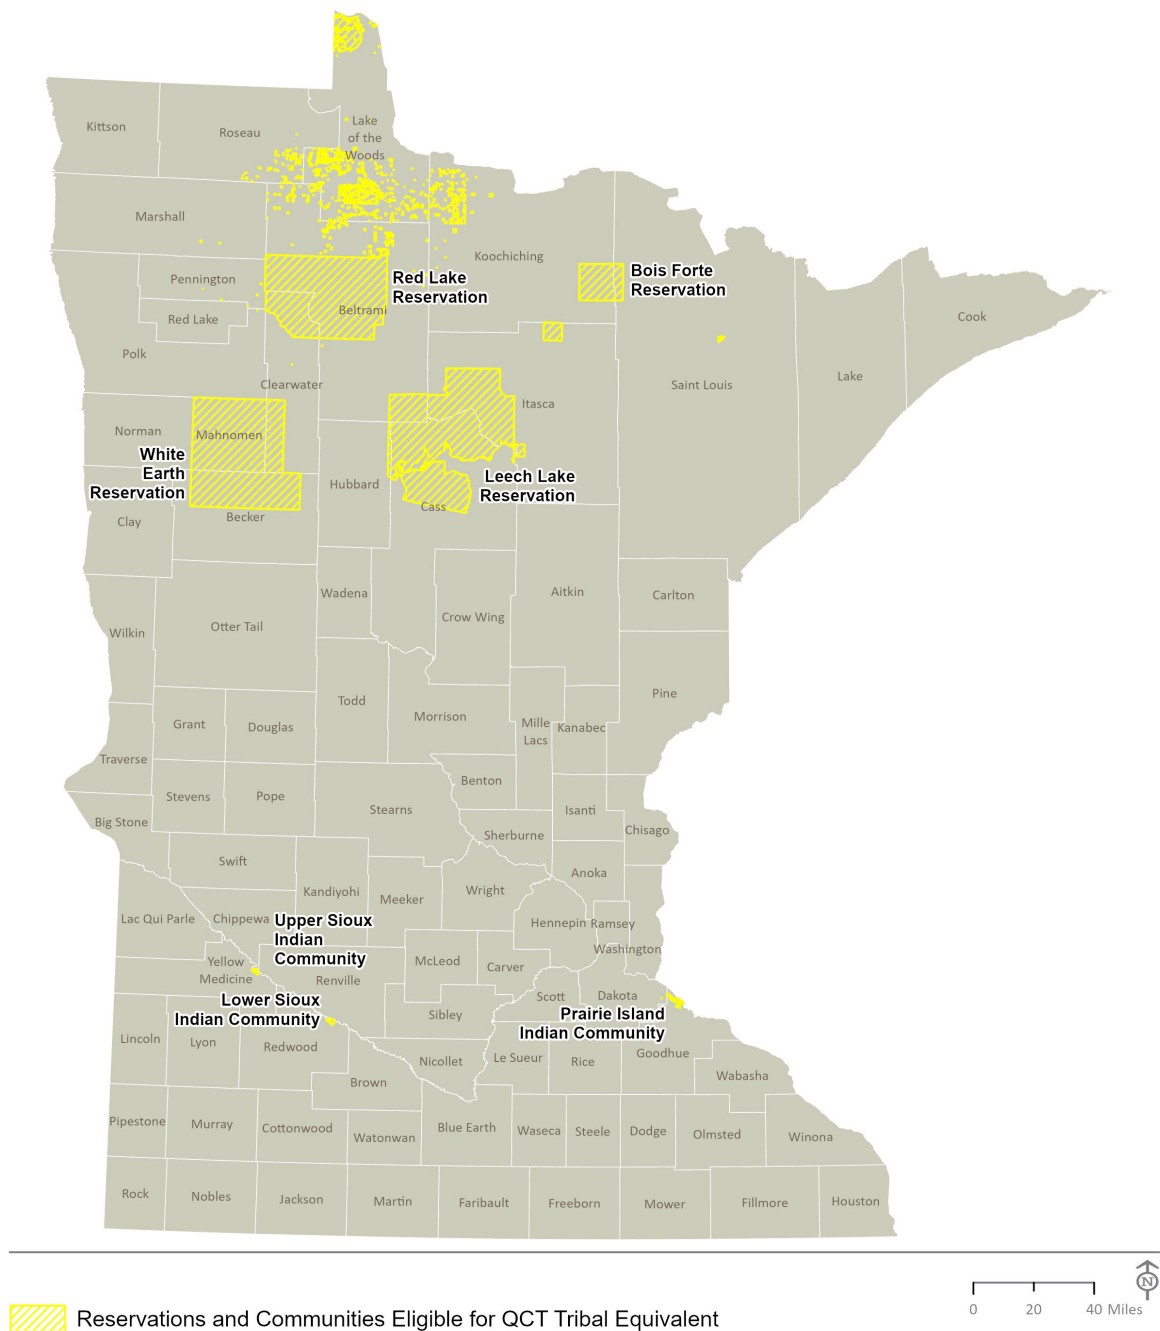 Kittson
Roseau
Lake
of the
Woods
Marshall
Koochiching
Pennington
Red Lake
Reservation
Bois Forte
Reservation
Beltrami
Red Lake
Cook
Polk
Clearwater
Saint Louis
Lake
Itasca
Norman
Mahnomen
White
Earth
Reservation
Hubbard
Leech Lake
Reservation
Cass
Clay
Becker
Wadena
Aitkin
Carlton
Crow Wing
Otter Tail
Wilkin
Todd
Pine
Morrison
Grant
Douglas
Mille
Lacs
Kanabec
Traverse
Benton
Stevens
Pope
Stearns
Isanti
Big Stone
Sherburne
Chisago
Swift
Anoka
Kandiyohi
Meeker
Wright
Lac Qui Parle
Chippewa
Upper Sioux
Indian
Community
Hennepin
Ramsey
Washington
Yellow
Medicine
Renville
McLeod
Carver
Lower Sioux
Indian Community
Scott
Dakota
Sibley
Prairie Island
Indian Community
Lincoln
Lyon
Redwood
Nicollet
Le Sueur
Rice
Goodhue
Brown
Wabasha
Pipestone
Murray
Cottonwood
Watonwan
Blue Earth
Waseca
Steele
Dodge
Olmsted
Winona
Rock
Nobles
Jackson
Martin
Faribault
Freeborn
Mower
Fillmore
Houston
N
0 20 40 Miles
Reservations and Communities Eligible for QCT Tribal Equivalent